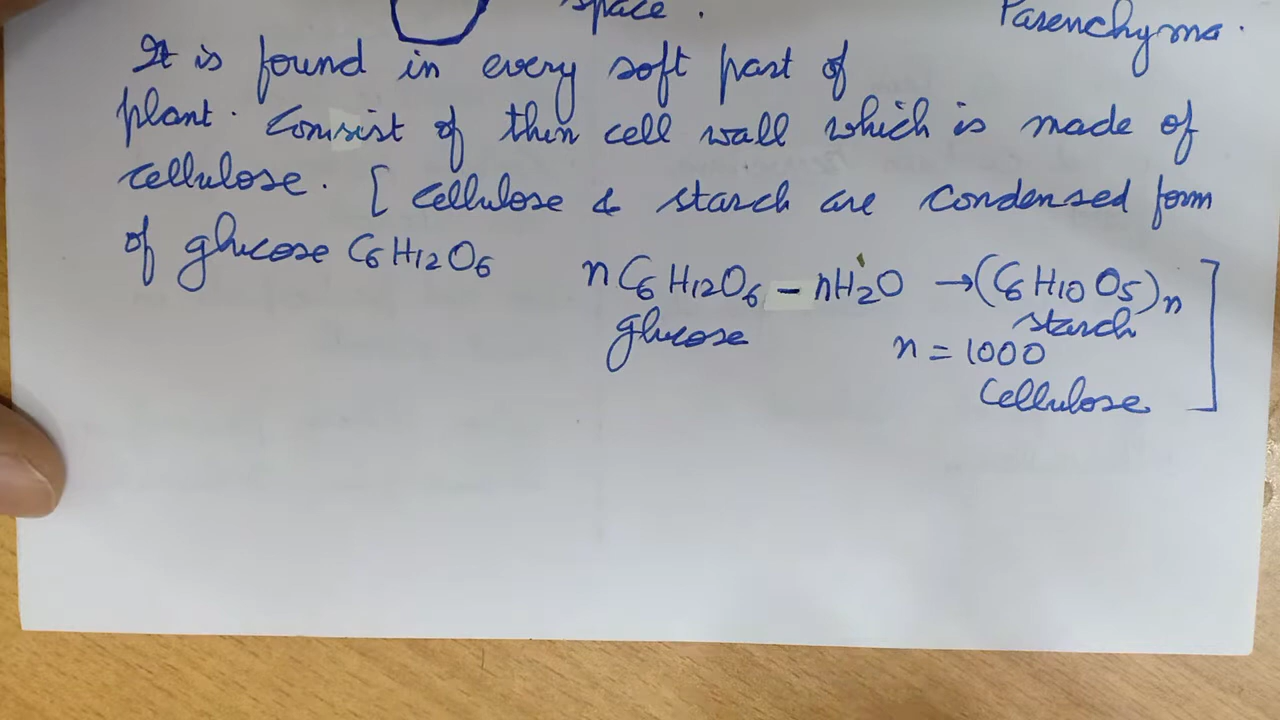 space.
Parenchyma.
It is found in every soft part of
plant. Consist of thin cell wall which is made of
cellulose. [ cellulose & starch are condensed form
of glucose C6H12O6
nC6H12O6 - nH2O → (C6H10O5)n ]
glucose
starch
n = 1000
Cellulose